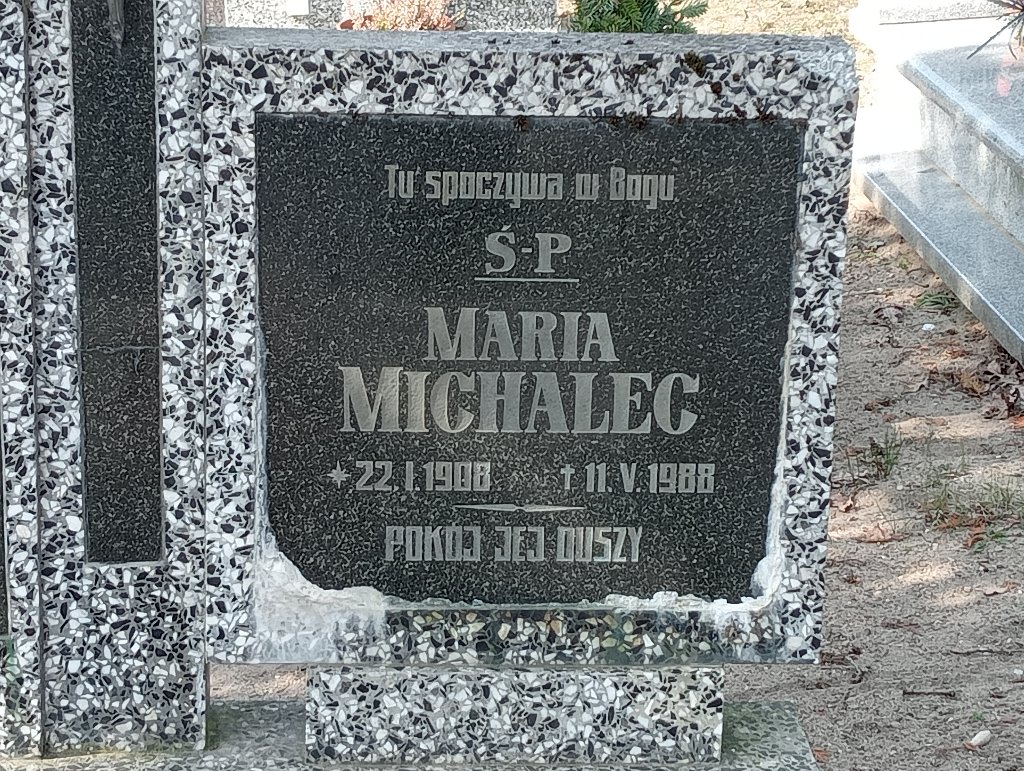 Tu spoczywa w Bogu
Ś-P
MARIA
MICHALEC
* 22.I.1908 † 11.V.1988
POKÓJ JEJ DUSZY